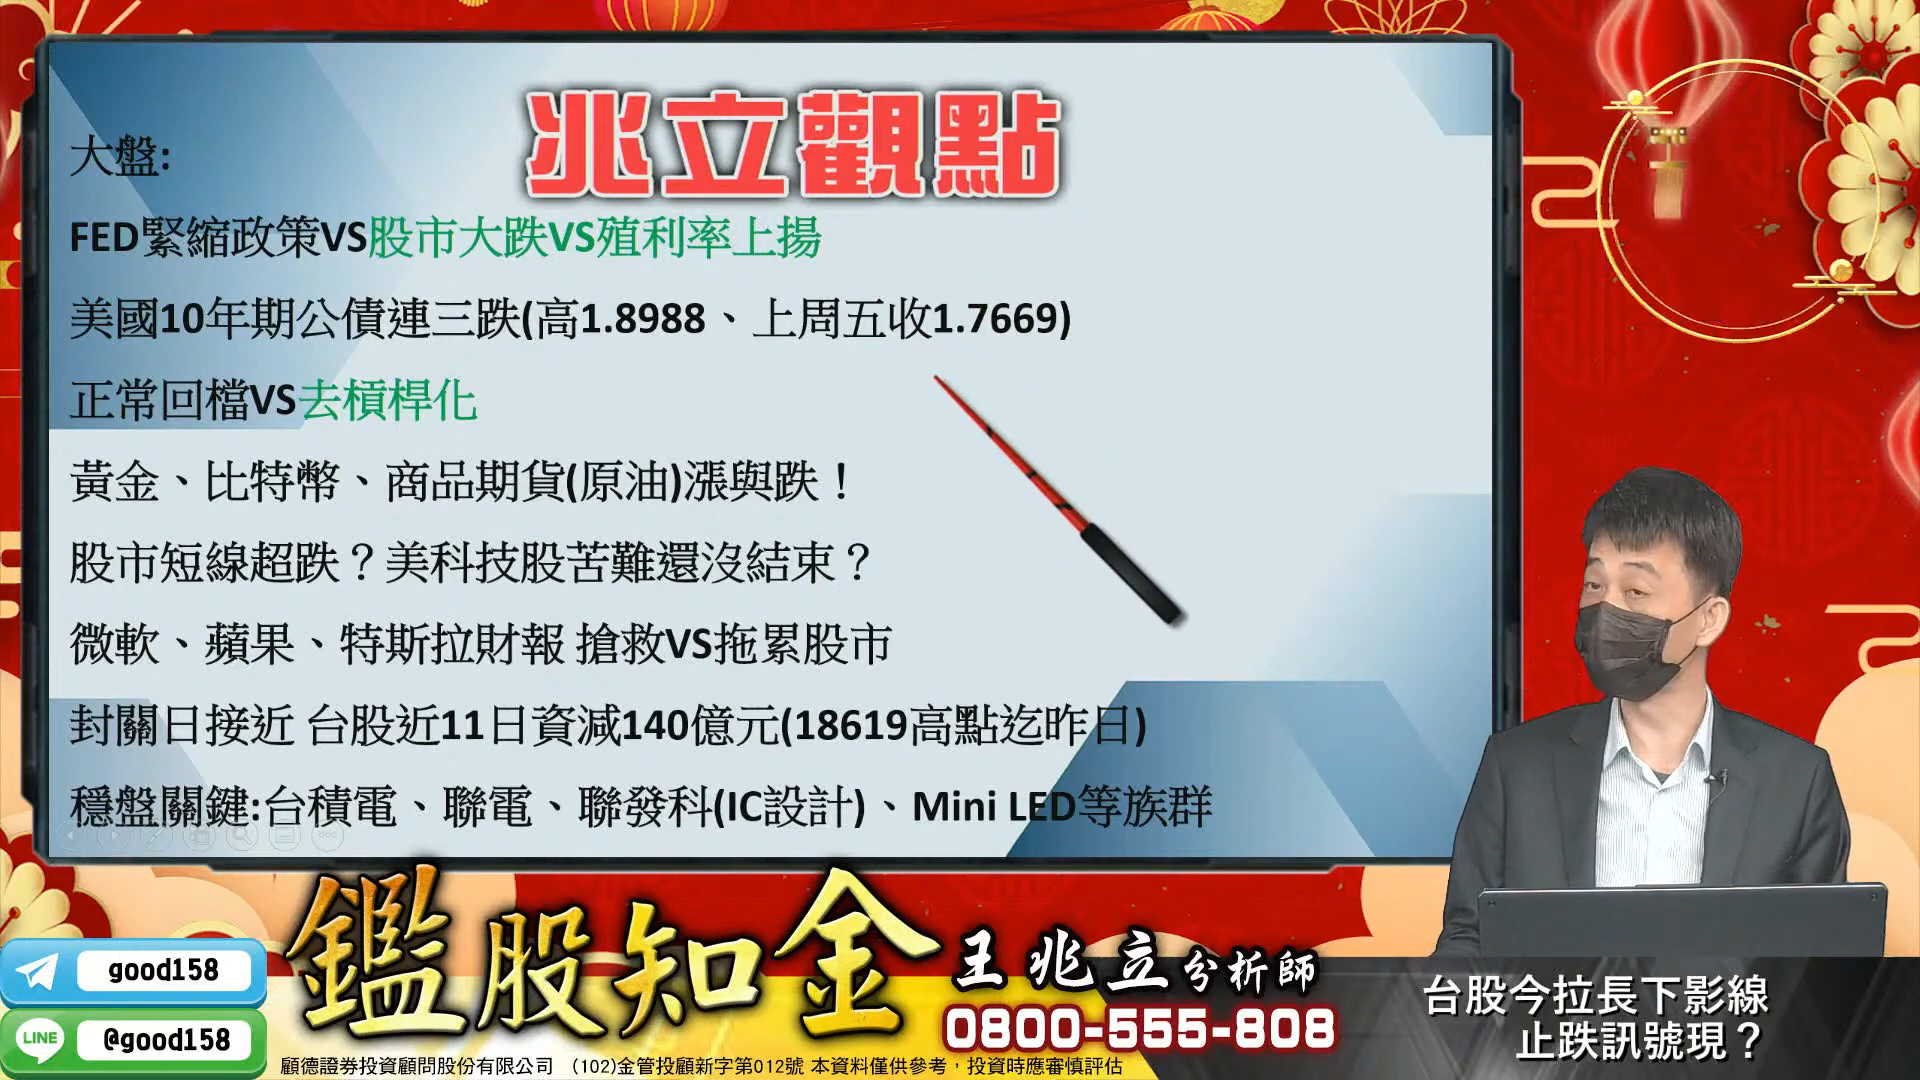 兆立觀點
大盤:
FED緊縮政策VS股市大跌VS殖利率上揚
美國10年期公債連三跌(高1.8988、上周五收1.7669)
正常回檔VS去槓桿化
黃金、比特幣、商品期貨(原油)漲與跌！
股市短線超跌？美科技股苦難還沒結束？
微軟、蘋果、特斯拉財報 搶救VS拖累股市
封關日接近 台股近11日資減140億元(18619高點迄昨日)
穩盤關鍵:台積電、聯電、聯發科(IC設計)、Mini LED等族群
good158
LINE @good158
鑑股知金
王兆立分析師
0800-555-808
顧德證券投資顧問股份有限公司 (102)金管投顧新字第012號 本資料僅供參考，投資時應審慎評估
台股今拉長下影線
止跌訊號現？